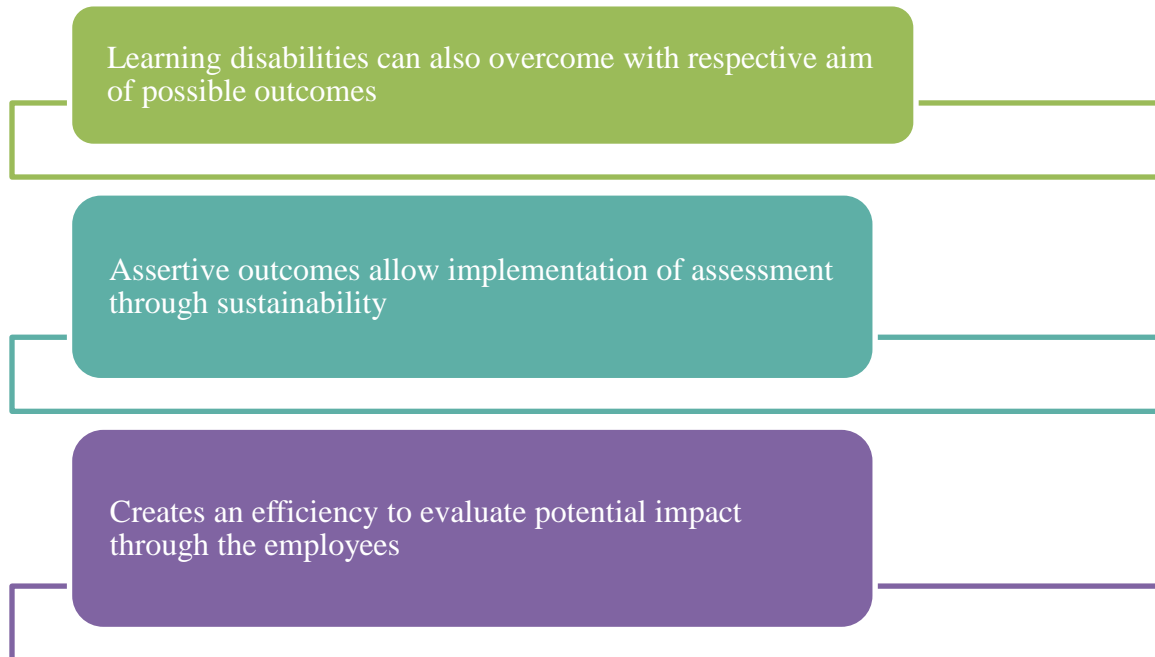 Learning disabilities can also overcome with respective aim
of possible outcomes
Assertive outcomes allow implementation of assessment
through sustainability
Creates an efficiency to evaluate potential impact
through the employees